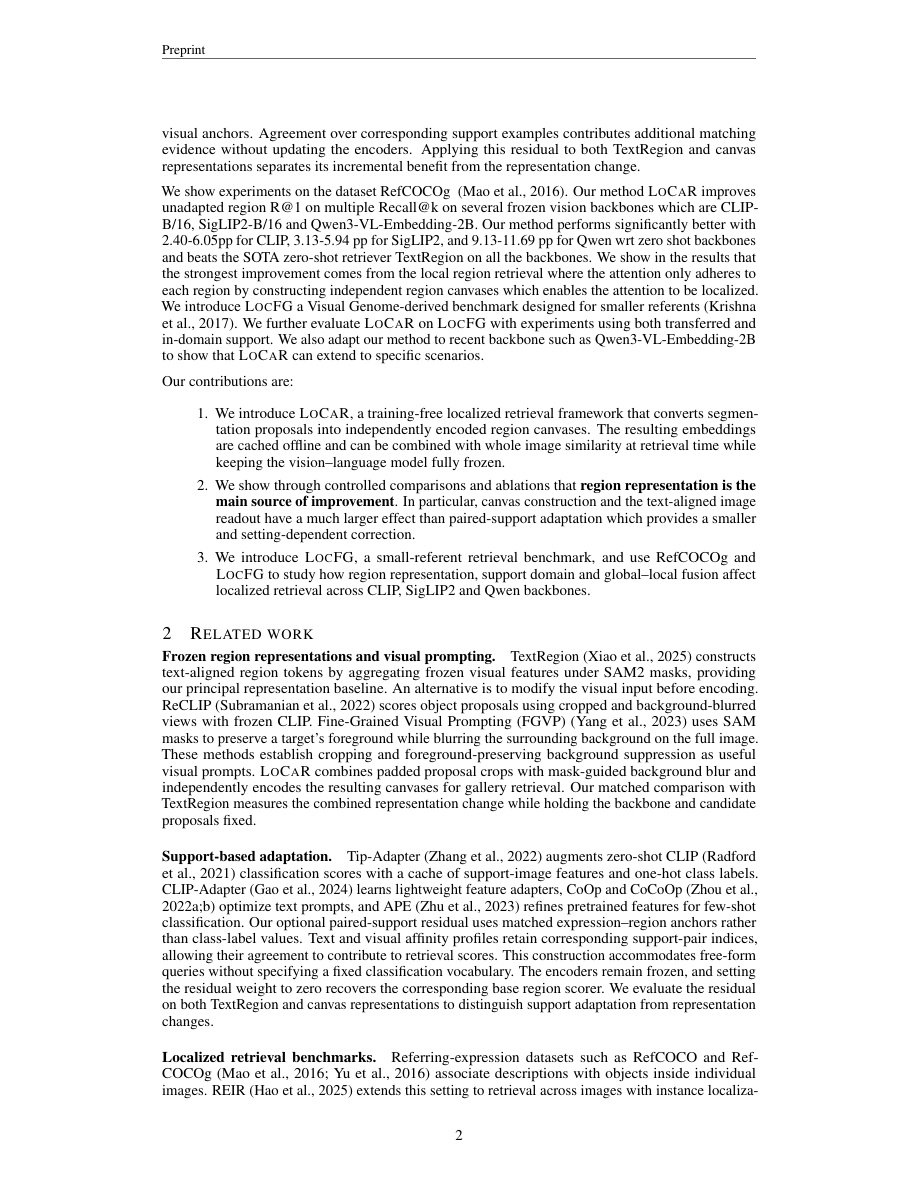 Preprint
visual anchors. Agreement over corresponding support examples contributes additional matching
evidence without updating the encoders. Applying this residual to both TextRegion and canvas
representations separates its incremental benefit from the representation change.
We show experiments on the dataset RefCOCOg (Mao et al., 2016). Our method LOCAR improves
unadapted region R@1 on multiple Recall@k on several frozen vision backbones which are CLIP-
B/16, SigLIP2-B/16 and Qwen3-VL-Embedding-2B. Our method performs significantly better with
2.40-6.05pp for CLIP, 3.13-5.94 pp for SigLIP2, and 9.13-11.69 pp for Qwen wrt zero shot backbones
and beats the SOTA zero-shot retriever TextRegion on all the backbones. We show in the results that
the strongest improvement comes from the local region retrieval where the attention only adheres to
each region by constructing independent region canvases which enables the attention to be localized.
We introduce LOCFG a Visual Genome-derived benchmark designed for smaller referents (Krishna
et al., 2017). We further evaluate LOCAR on LOCFG with experiments using both transferred and
in-domain support. We also adapt our method to recent backbone such as Qwen3-VL-Embedding-2B
to show that LOCAR can extend to specific scenarios.
Our contributions are:
1. We introduce LOCAR, a training-free localized retrieval framework that converts segmen-
tation proposals into independently encoded region canvases. The resulting embeddings
are cached offline and can be combined with whole image similarity at retrieval time while
keeping the vision–language model fully frozen.
2. We show through controlled comparisons and ablations that region representation is the
main source of improvement. In particular, canvas construction and the text-aligned image
readout have a much larger effect than paired-support adaptation which provides a smaller
and setting-dependent correction.
3. We introduce LOCFG, a small-referent retrieval benchmark, and use RefCOCOg and
LOCFG to study how region representation, support domain and global–local fusion affect
localized retrieval across CLIP, SigLIP2 and Qwen backbones.
2 RELATED WORK
Frozen region representations and visual prompting. TextRegion (Xiao et al., 2025) constructs
text-aligned region tokens by aggregating frozen visual features under SAM2 masks, providing
our principal representation baseline. An alternative is to modify the visual input before encoding.
ReCLIP (Subramanian et al., 2022) scores object proposals using cropped and background-blurred
views with frozen CLIP. Fine-Grained Visual Prompting (FGVP) (Yang et al., 2023) uses SAM
masks to preserve a target's foreground while blurring the surrounding background on the full image.
These methods establish cropping and foreground-preserving background suppression as useful
visual prompts. LOCAR combines padded proposal crops with mask-guided background blur and
independently encodes the resulting canvases for gallery retrieval. Our matched comparison with
TextRegion measures the combined representation change while holding the backbone and candidate
proposals fixed.
Support-based adaptation. Tip-Adapter (Zhang et al., 2022) augments zero-shot CLIP (Radford
et al., 2021) classification scores with a cache of support-image features and one-hot class labels.
CLIP-Adapter (Gao et al., 2024) learns lightweight feature adapters, CoOp and CoCoOp (Zhou et al.,
2022a;b) optimize text prompts, and APE (Zhu et al., 2023) refines pretrained features for few-shot
classification. Our optional paired-support residual uses matched expression–region anchors rather
than class-label values. Text and visual affinity profiles retain corresponding support-pair indices,
allowing their agreement to contribute to retrieval scores. This construction accommodates free-form
queries without specifying a fixed classification vocabulary. The encoders remain frozen, and setting
the residual weight to zero recovers the corresponding base region scorer. We evaluate the residual
on both TextRegion and canvas representations to distinguish support adaptation from representation
changes.
Localized retrieval benchmarks. Referring-expression datasets such as RefCOCO and Ref-
COCOg (Mao et al., 2016; Yu et al., 2016) associate descriptions with objects inside individual
images. REIR (Hao et al., 2025) extends this setting to retrieval across images with instance localiza-
2